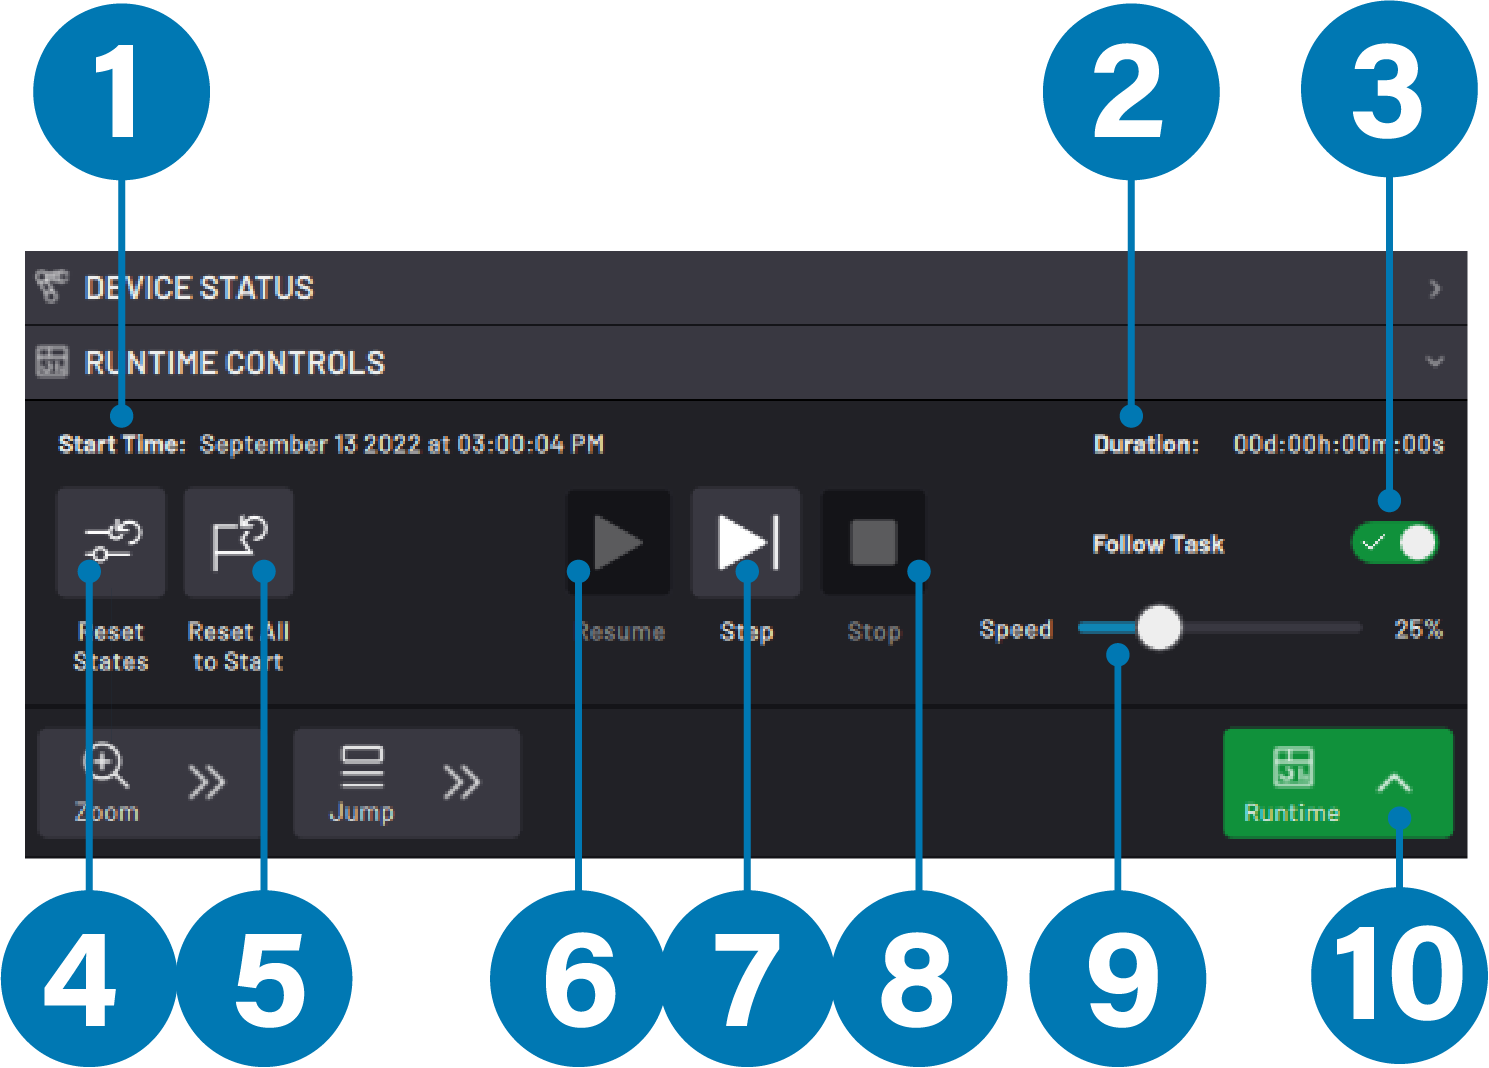 1
2
3
DEVICE STATUS
RUNTIME CONTROLS
Start Time: September 13 2022 at 03:00:04 PM
Duration: 00d:00h:00m:00s
Follow Task
Reset
States
Reset All
to Start
Resume
Step
Stop
Speed
25%
Zoom
Jump
Runtime
4
5
6
7
8
9
10